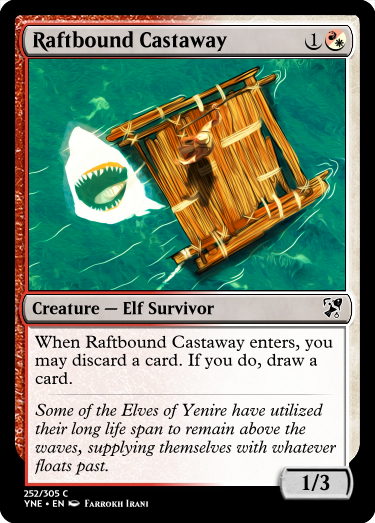 Raftbound Castaway 1
Creature — Elf Survivor
When Raftbound Castaway enters, you
may discard a card. If you do, draw a
card.
Some of the Elves of Yenire have utilized
their long life span to remain above the
waves, supplying themselves with whatever
floats past.
1/3
252/305 C
YNE • EN Farrokh Irani